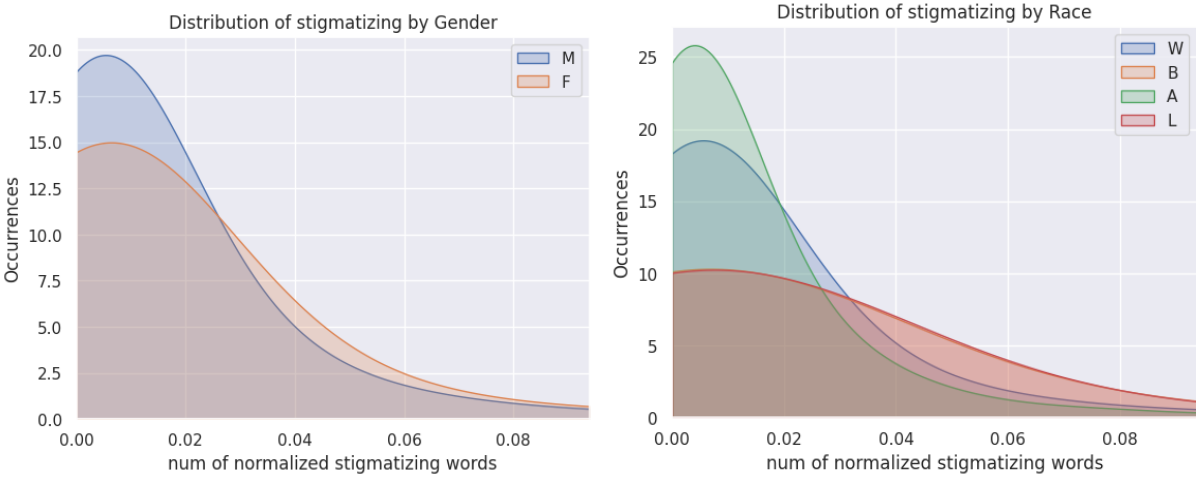 Distribution of stigmatizing by Gender
20.0
17.5
15.0
12.5
10.0
7.5
5.0
2.5
0.0
Occurrences
0.00
0.02
0.04
0.06
0.08
num of normalized stigmatizing words
M
F
Distribution of stigmatizing by Race
25
20
15
10
5
0
Occurrences
0.00
0.02
0.04
0.06
0.08
num of normalized stigmatizing words
W
B
A
L